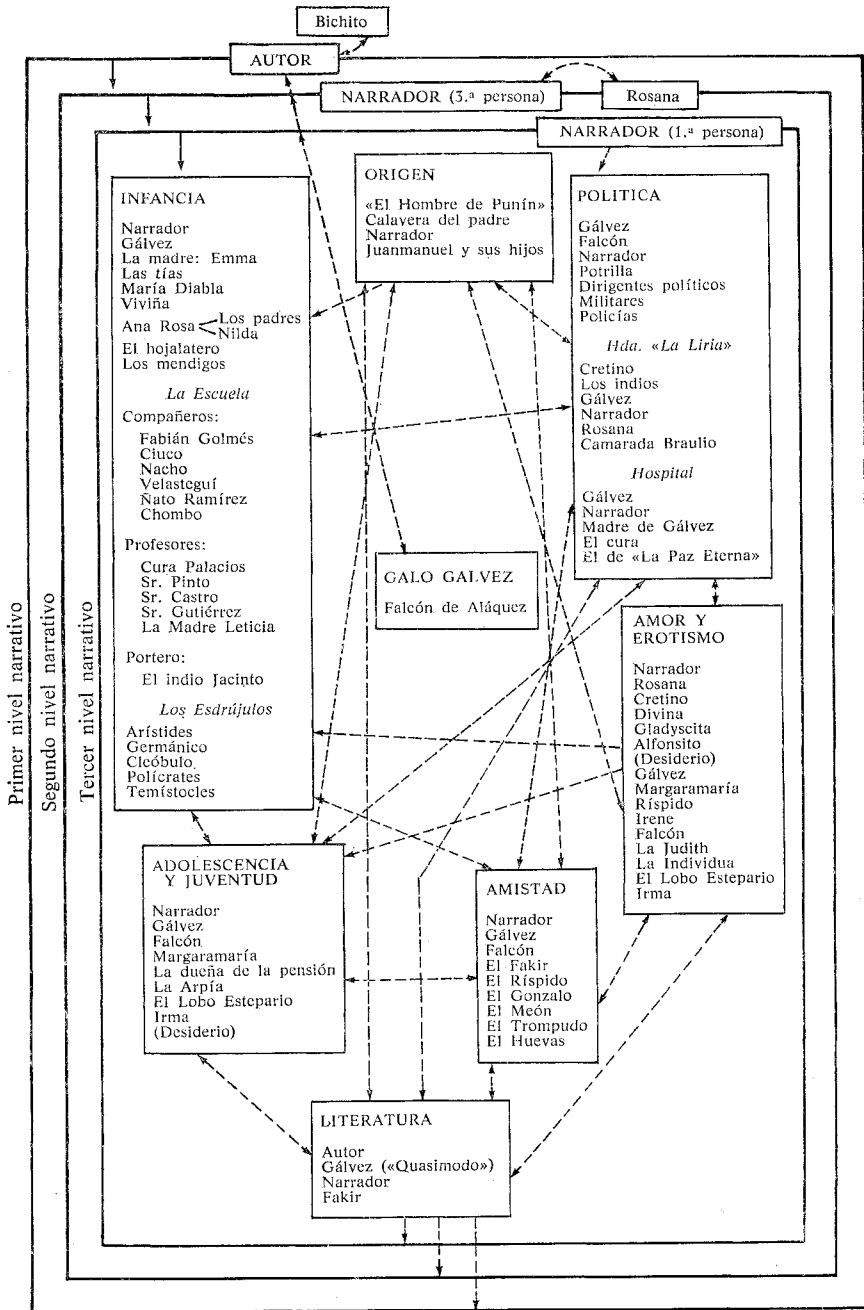 Bichito
AUTOR
NARRADOR (3.ª persona)
Rosana
NARRADOR (1.ª persona)
Primer nivel narrativo
Segundo nivel narrativo
Tercer nivel narrativo
INFANCIA
Narrador
Gálvez
La madre: Emma
Las tías
María Diabla
Viviña
Ana Rosa
Los padres
Nilda
El hojalatero
Los mendigos
La Escuela
Compañeros:
Fabián Golmés
Ciuco
Nacho
Velasteguí
Ñato Ramírez
Chombo
Profesores:
Cura Palacios
Sr. Pinto
Sr. Castro
Sr. Gutiérrez
La Madre Leticia
Portero:
El indio Jacinto
Los Esdrújulos
Arístides
Germánico
Cleóbulo
Polícrates
Temístocles
ORIGEN
«El Hombre de Punín»
Calavera del padre
Narrador
Juanmanuel y sus hijos
POLITICA
Gálvez
Falcón
Narrador
Potrilla
Dirigentes políticos
Militares
Policías
Hda. «La Liria»
Cretino
Los indios
Gálvez
Narrador
Rosana
Camarada Braulio
Hospital
Gálvez
Narrador
Madre de Gálvez
El cura
El de «La Paz Eterna»
GALO GALVEZ
Falcón de Aláquez
AMOR Y
EROTISMO
Narrador
Rosana
Cretino
Divina
Gladyscita
Alfonsito
(Desiderio)
Gálvez
Margaramaría
Ríspido
Irene
Falcón
La Judith
La Individua
El Lobo Estepario
Irma
ADOLESCENCIA
Y JUVENTUD
Narrador
Gálvez
Falcón
Margaramaría
La dueña de la pensión
La Arpía
El Lobo Estepario
Irma
(Desiderio)
AMISTAD
Narrador
Gálvez
Falcón
El Fakir
El Ríspido
El Gonzalo
El Meón
El Trompudo
El Huevas
LITERATURA
Autor
Gálvez («Quasimodo»)
Narrador
Fakir